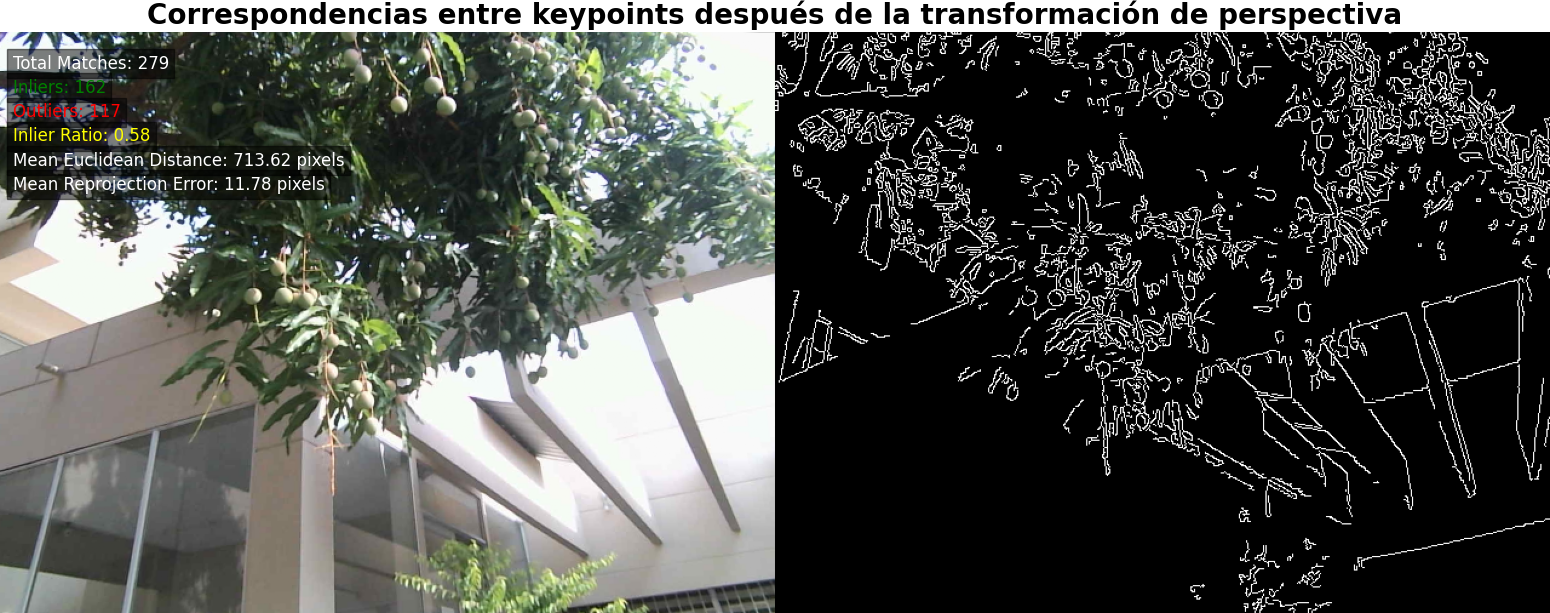 Correspondencias entre keypoints después de la transformación de perspectiva
Total Matches: 279
Inliers: 162
Outliers: 117
Inlier Ratio: 0.58
Mean Euclidean Distance: 713.62 pixels
Mean Reprojection Error: 11.78 pixels